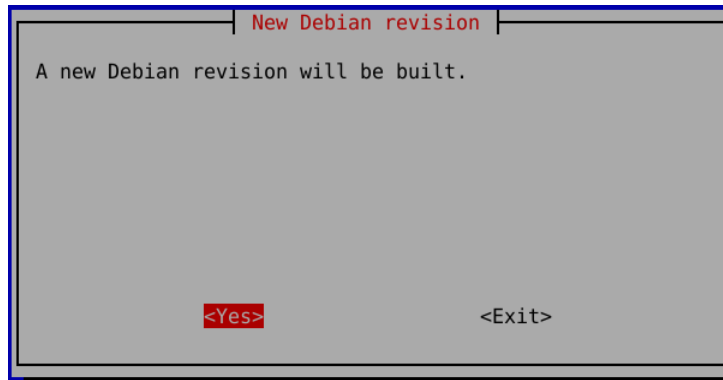 New Debian revision
A new Debian revision will be built.
<Yes> <Exit>